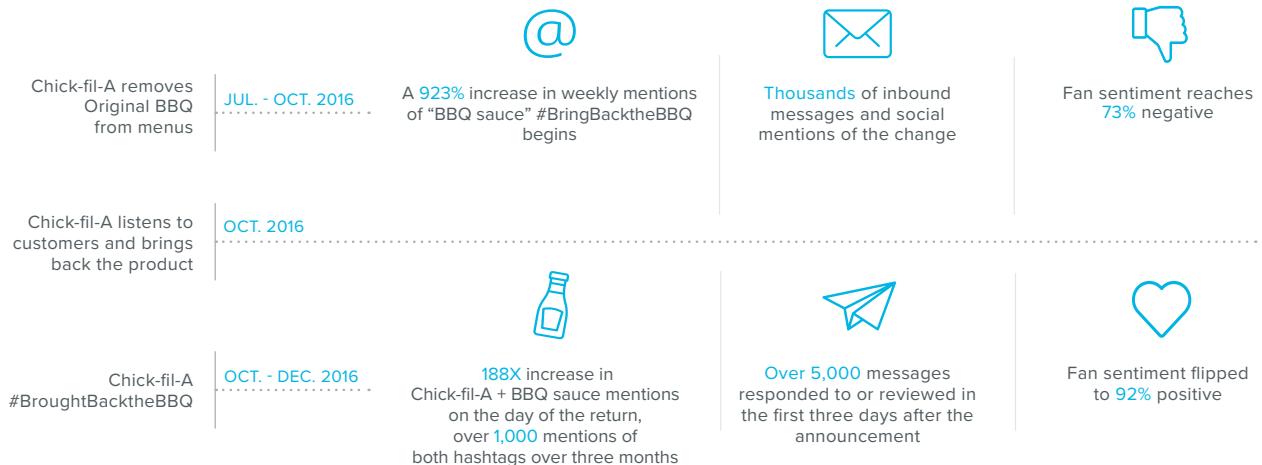 Chick-fil-A removes
Original BBQ
from menus
JUL. - OCT. 2016
@
A 923% increase in weekly mentions
of “BBQ sauce” #BringBacktheBBQ
begins
Thousands of inbound
messages and social
mentions of the change
Fan sentiment reaches
73% negative
Chick-fil-A listens to
customers and brings
back the product
OCT. 2016
Chick-fil-A
#BroughtBacktheBBQ
OCT. - DEC. 2016
188X increase in
Chick-fil-A + BBQ sauce mentions
on the day of the return,
over 1,000 mentions of
both hashtags over three months
Over 5,000 messages
responded to or reviewed in
the first three days after the
announcement
Fan sentiment flipped
to 92% positive